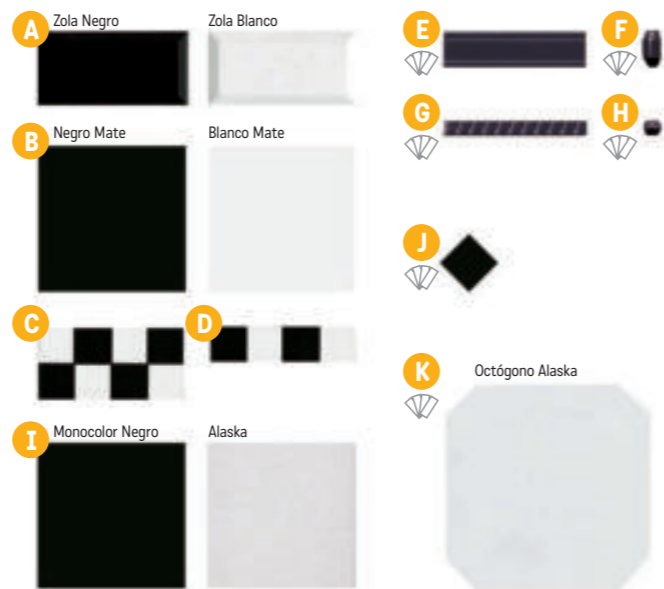 A
Zola Negro
Zola Blanco
B
Negro Mate
Blanco Mate
C
D
I
Monocolor Negro
Alaska
E
F
G
H
J
K
Octógono Alaska